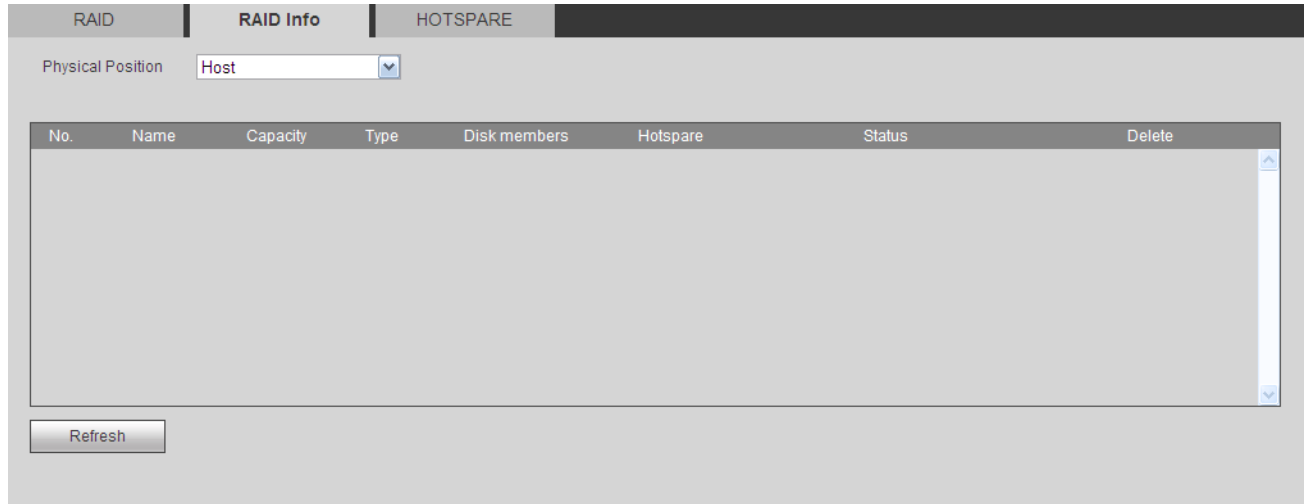 RAID RAID Info HOTSPARE
Physical Position Host
No. Name Capacity Type Disk members Hotspare Status Delete
Refresh